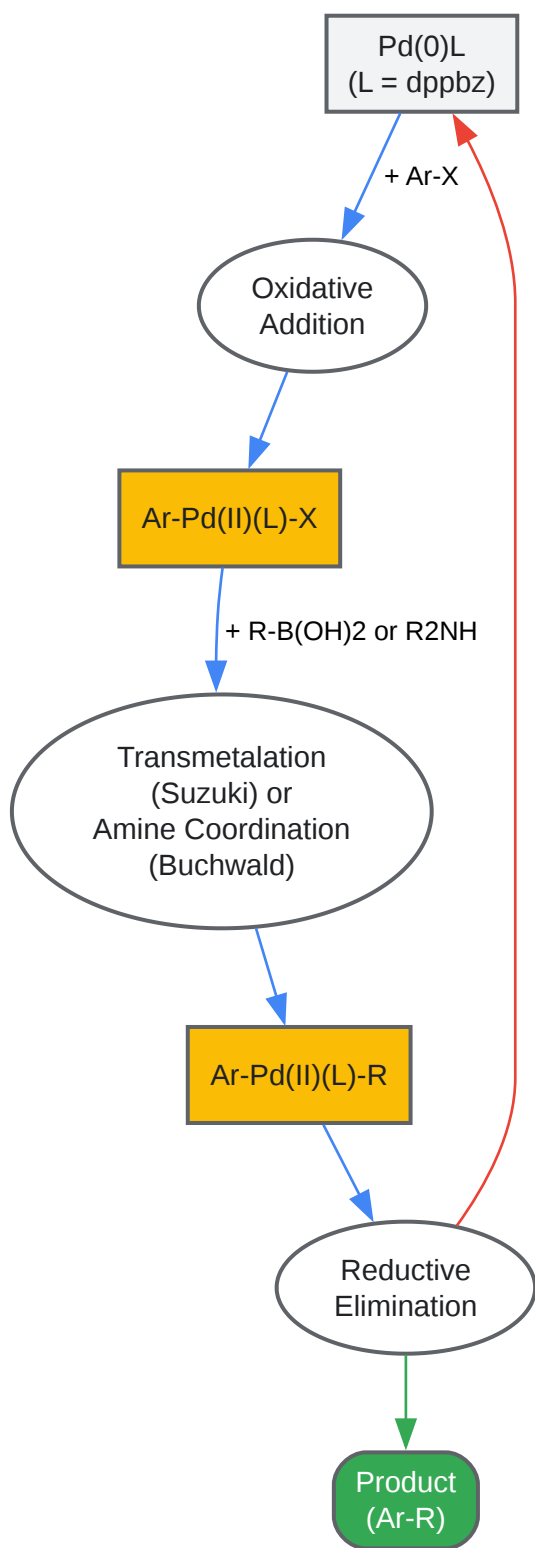 Pd(0)L
(L = dppbz)
+ Ar-X
Oxidative
Addition
Ar-Pd(II)(L)-X
+ R-B(OH)2 or R2NH
Transmetalation
(Suzuki) or
Amine Coordination
(Buchwald)
Ar-Pd(II)(L)-R
Reductive
Elimination
Product
(Ar-R)